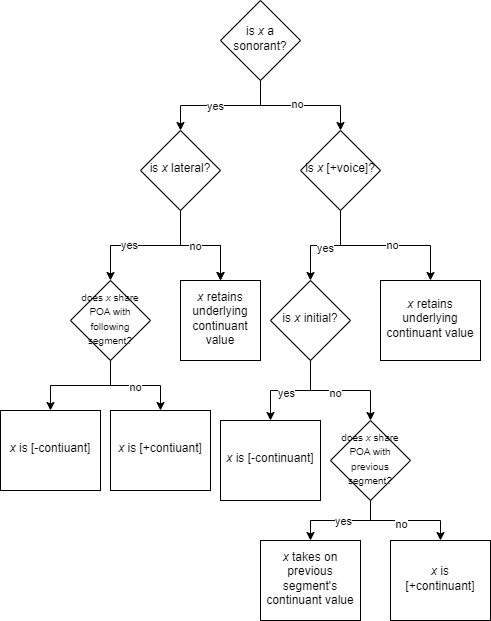 is x a
sonorant?
yes
no
is x lateral?
is x [+voice]?
yes
no
yes
no
does x share
POA with
following
segment?
x retains
underlying
continuant
value
is x initial?
x retains
underlying
continuant value
no
yes
no
x is [-contiuant]
x is [+contiuant]
x is [-continuant]
does x share
POA with
previous
segment?
yes
no
x takes on
previous
segment's
continuant value
x is
[+continuant]